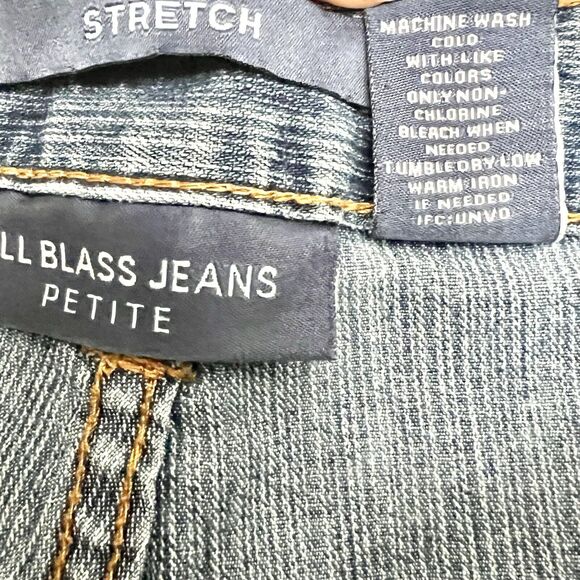 STRETCH
MACHINE WASH
COLD
WITH LIKE
COLORS
ONLY NON-
CHLORINE
BLEACH WHEN
NEEDED
TUMBLE DRY LOW
WARM IRON
IF NEEDED
IFC:UNVO
LL BLASS JEANS
PETITE